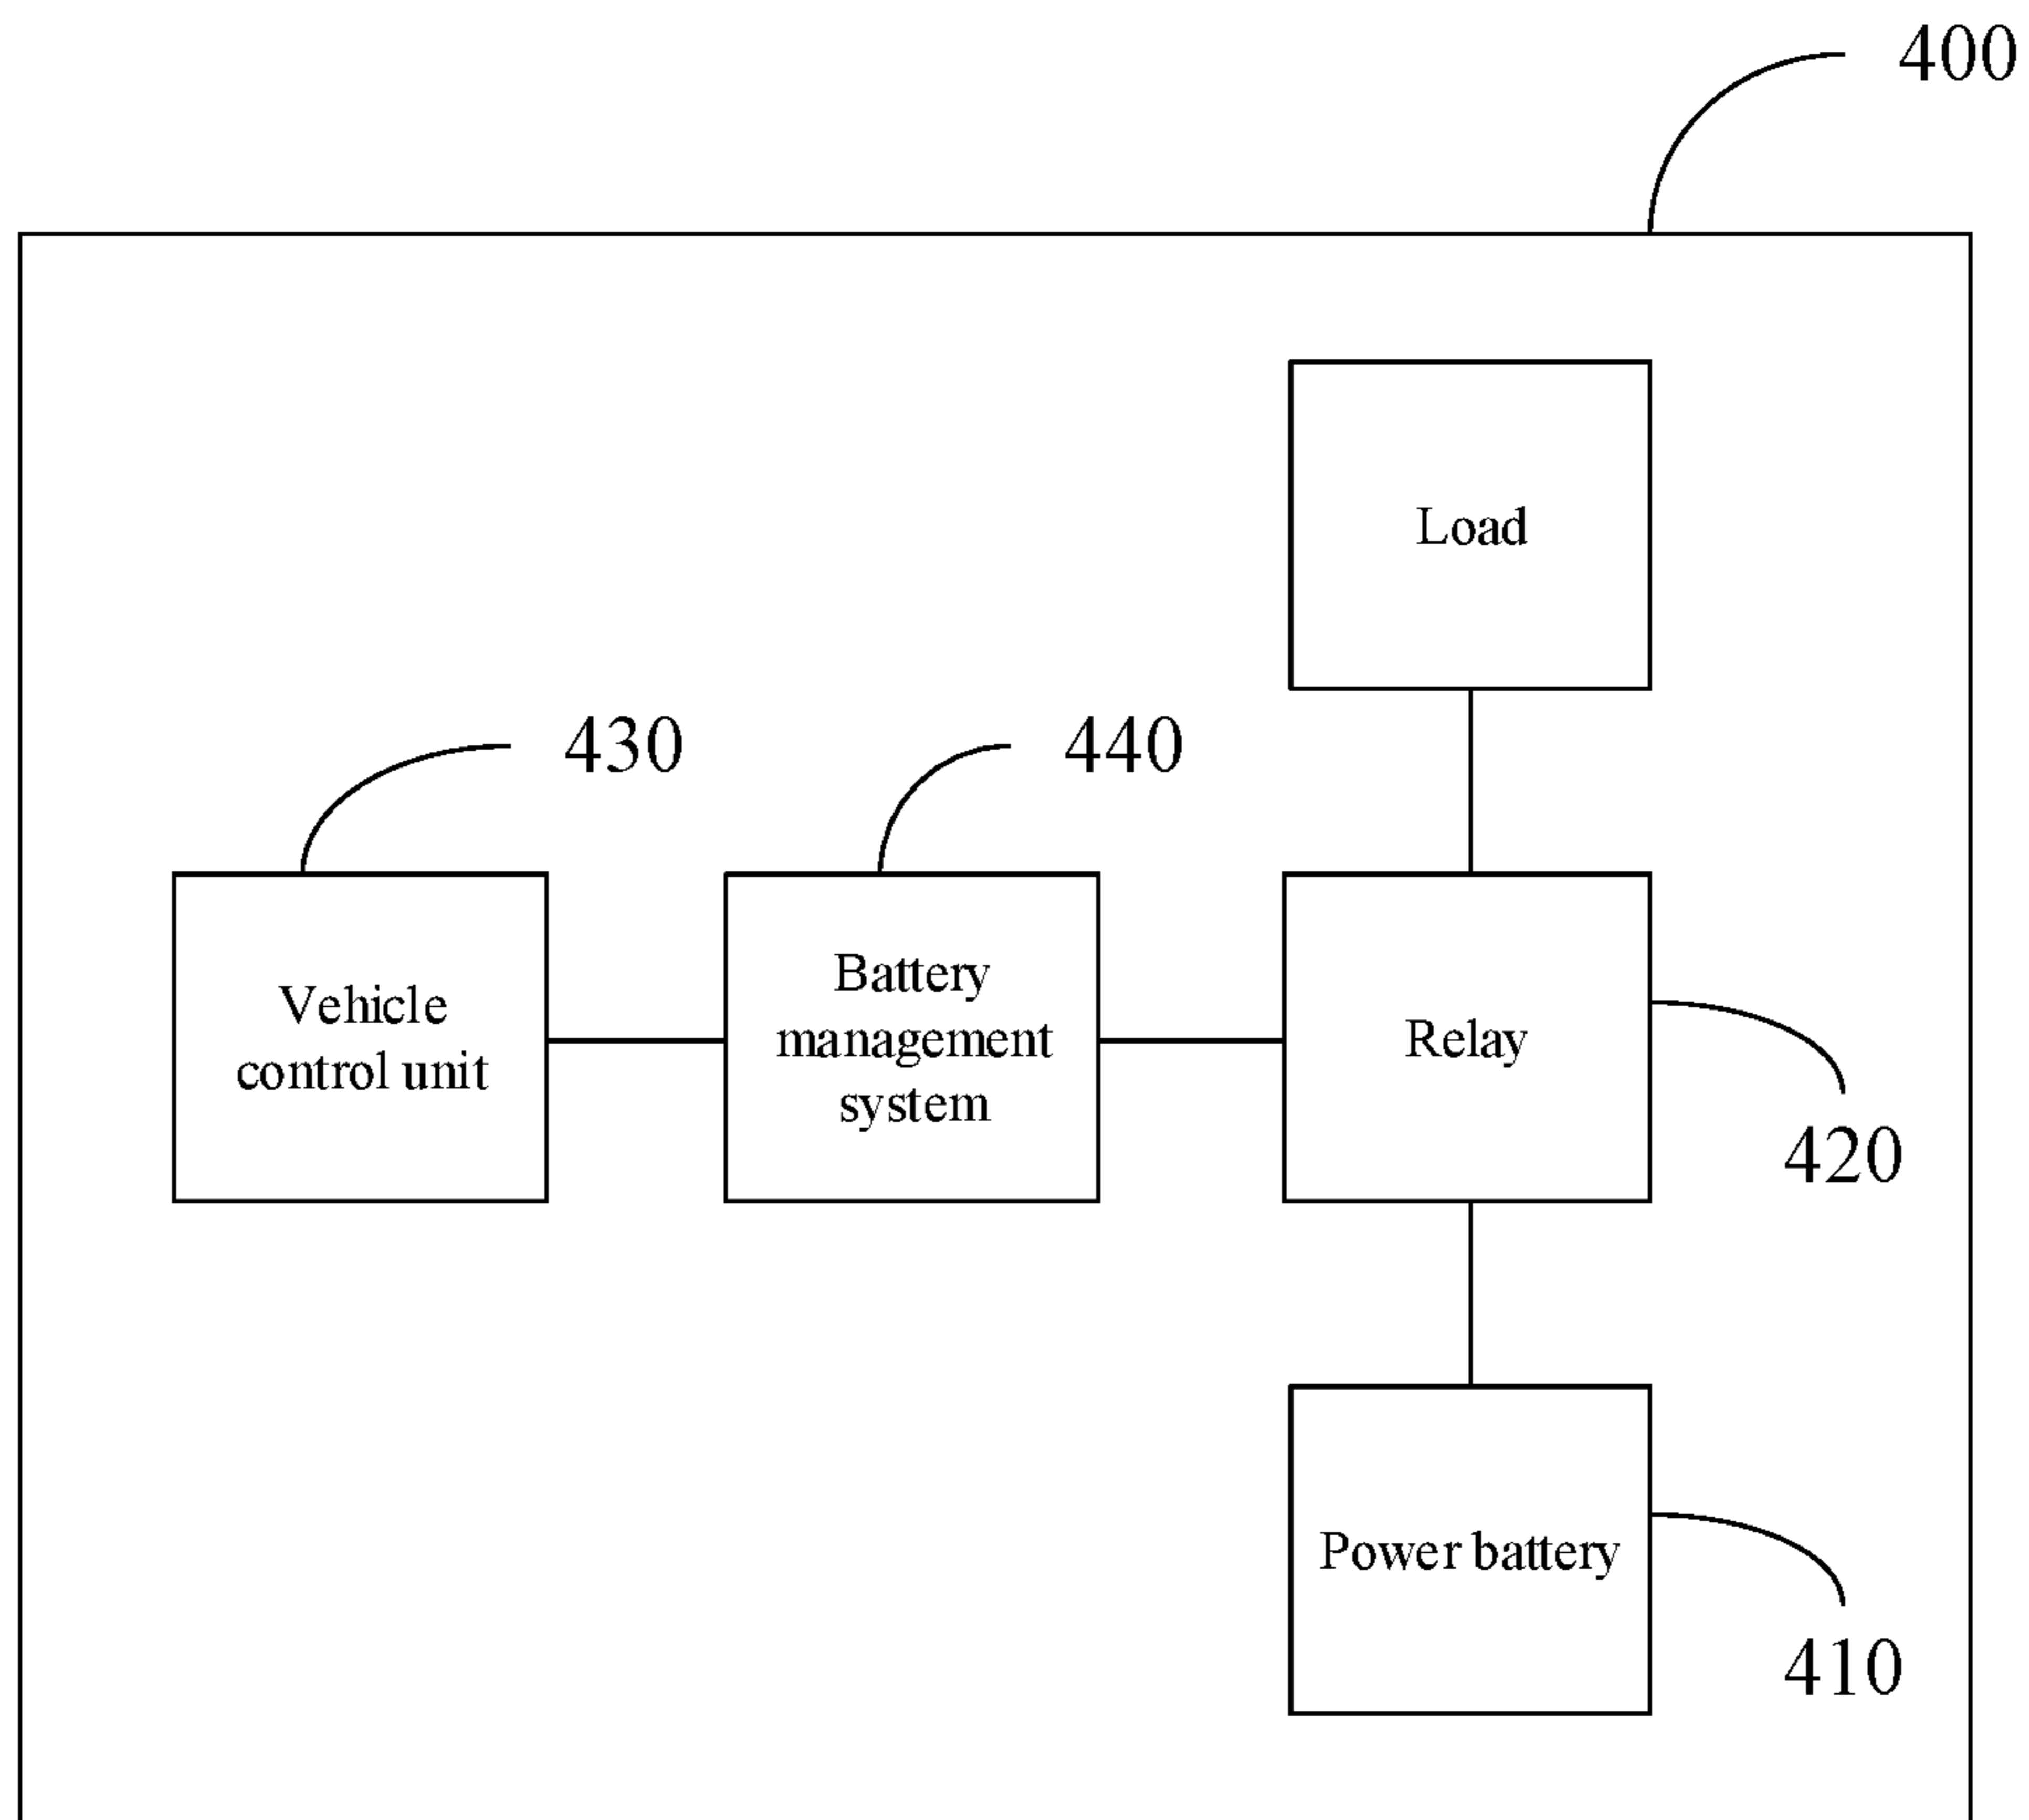 400
Load
430
440
Vehicle
control unit
Battery
management
system
Relay
420
Power battery
410